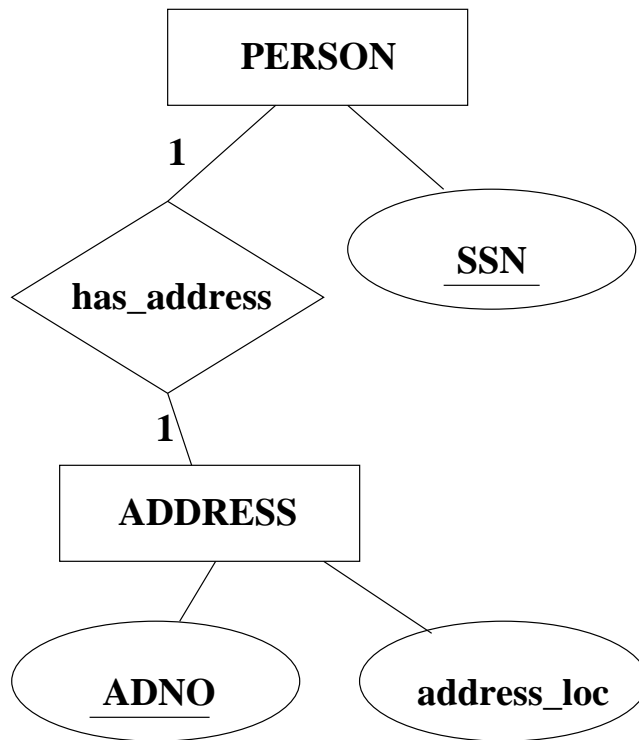 PERSON
1
SSN
has_address
1
ADDRESS
ADNO
address_loc